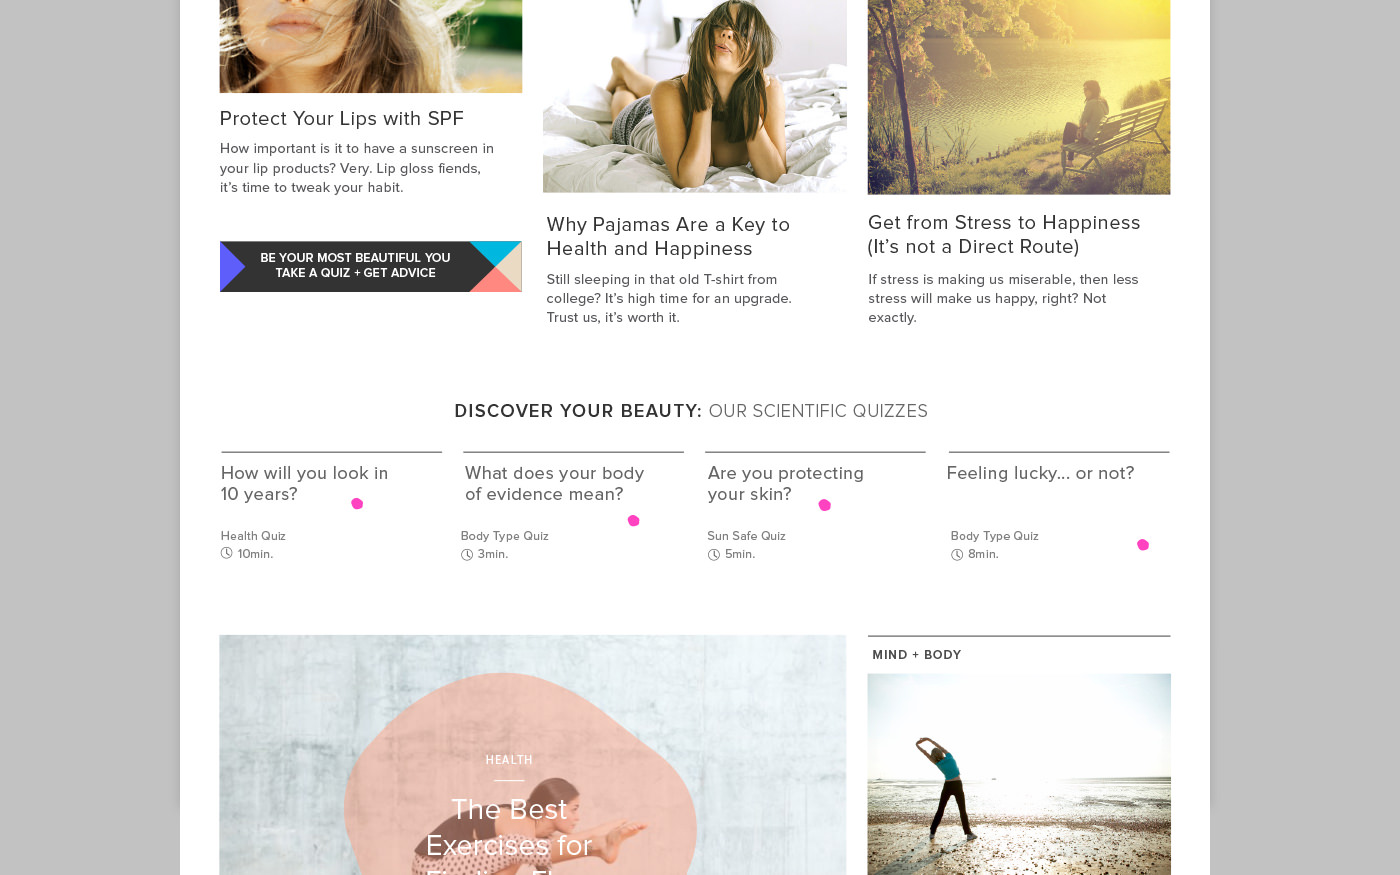 Protect Your Lips with SPF
How important is it to have a sunscreen in
your lip products? Very. Lip gloss fiends,
it’s time to tweak your habit.
BE YOUR MOST BEAUTIFUL YOU
TAKE A QUIZ + GET ADVICE
Why Pajamas Are a Key to
Health and Happiness
Still sleeping in that old T-shirt from
college? It’s high time for an upgrade.
Trust us, it’s worth it.
Get from Stress to Happiness
(It’s not a Direct Route)
If stress is making us miserable, then less
stress will make us happy, right? Not
exactly.
DISCOVER YOUR BEAUTY: OUR SCIENTIFIC QUIZZES
How will you look in
10 years?
Health Quiz
10min.
What does your body
of evidence mean?
Body Type Quiz
3min.
Are you protecting
your skin?
Sun Safe Quiz
5min.
Feeling lucky... or not?
Body Type Quiz
8min.
HEALTH
The Best
Exercises for
MIND + BODY